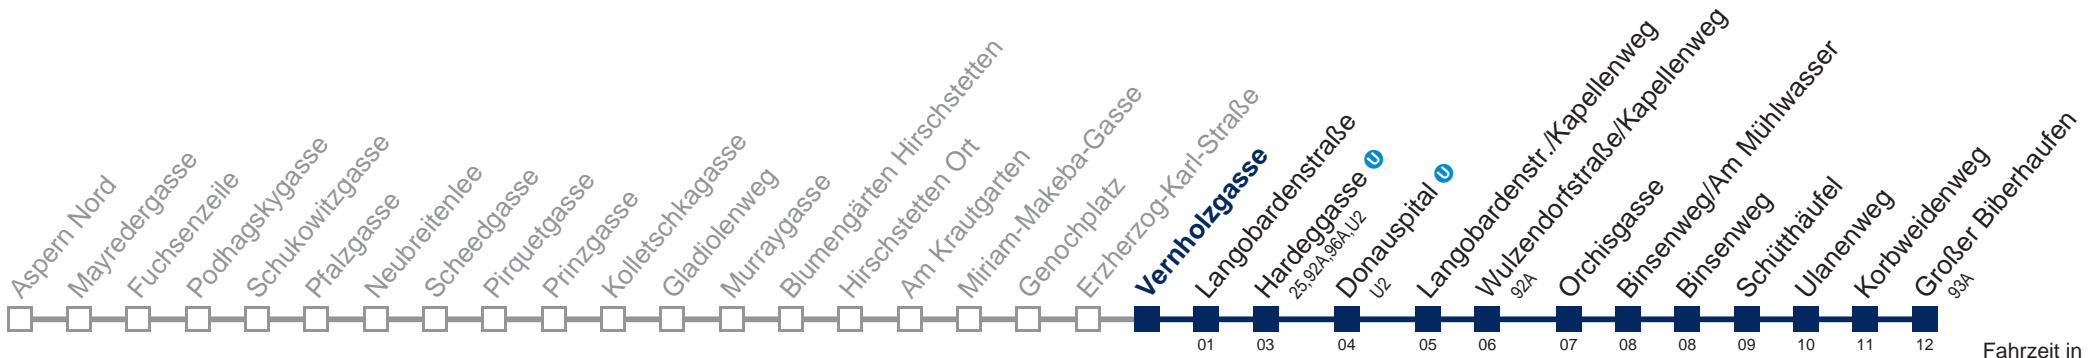 Aspern Nord
Mayredergasse
Fuchsenzeile
Podhagskygasse
Schukowitzgasse
Pfalzgasse
Neubreitenlee
Scheedgasse
Pirquetgasse
Prinzgasse
Kolletschkagasse
Gladiolenweg
Murraygasse
Blumengärten Hirschstetten
Hirschstetten Ort
Am Krautgarten
Miriam-Makeba-Gasse
Genochplatz
Erzherzog-Karl-Straße
Vernholzgasse
Langobardenstraße
01
Hardeggasse U
25,92A,96A,U2
03
Donauspital U
U2
04
Langobardenstr./Kapellenweg
05
Wulzendorfstraße/Kapellenweg
92A
06
Orchisgasse
07
Binsenweg/Am Mühlwasser
08
Binsenweg
08
Schütthäufel
09
Ulanenweg
10
Korbweidenweg
11
Großer Biberhaufen
93A
12
Fahrzeit in